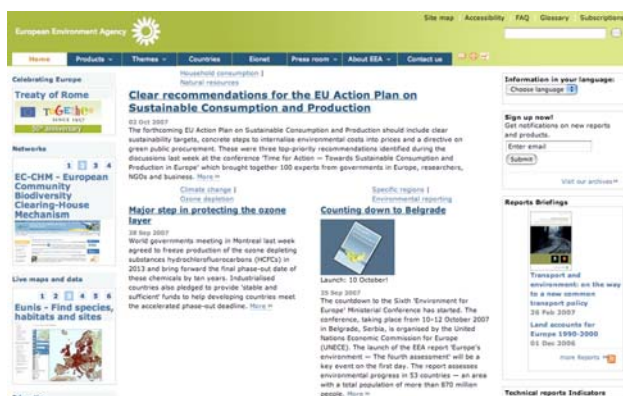 Site map Accessibility FAQ Glossary Subscriptions
European Environment Agency
Home Products Themes Countries Eionet Press room About EEA Contact us
Celebrating Europe
Treaty of Rome
TOGETHER
SINCE 1957
50th anniversary
Networks
1 2 3 4
EC-CHM - European
Community
Biodiversity
Clearing-House
Mechanism
Live maps and data
1 2 3 4 5 6
Eunis - Find species,
habitats and sites
Household consumption |
Natural resources
Clear recommendations for the EU Action Plan on
Sustainable Consumption and Production
02 Oct 2007
The forthcoming EU Action Plan on Sustainable Consumption and Production should include clear
sustainability targets, concrete steps to internalise environmental costs into prices and a directive on
green public procurement. These were three top-priority recommendations identified during the
discussions last week at the conference 'Time for Action — Towards Sustainable Consumption and
Production in Europe' which brought together 100 experts from governments in Europe, researchers,
NGOs and business. More
Climate change |
Ozone depletion
Major step in protecting the ozone
layer
28 Sep 2007
World governments meeting in Montreal last week
agreed to freeze production of the ozone depleting
substances hydrochlorofluorocarbons (HCFCs) in
2013 and bring forward the final phase-out date of
these chemicals by ten years. Industrialised
countries also pledged to provide 'stable and
sufficient' funds to help developing countries meet
the accelerated phase-out deadline. More
Specific regions |
Environmental reporting
Counting down to Belgrade
Launch: 10 October!
25 Sep 2007
The countdown to the Sixth 'Environment for
Europe' Ministerial Conference has started. The
conference, taking place from 10-12 October 2007
in Belgrade, Serbia, is organised by the United
Nations Economic Commission for Europe
(UNECE). The launch of the EEA report 'Europe's
environment — The fourth assessment' will be a
key event on the first day. The report assesses
environmental progress in 53 countries — an area
with a total population of more than 870 million
people. More
Information in your language:
Choose language
Sign up now!
Get notifications on new reports
and products.
Enter email
Submit
Visit our archives
Reports Briefings
Transport and
environment: on the way
to a new common
transport policy
26 Feb 2007
Land accounts for
Europe 1990-2000
01 Dec 2006
more Reports
Technical reports Indicators